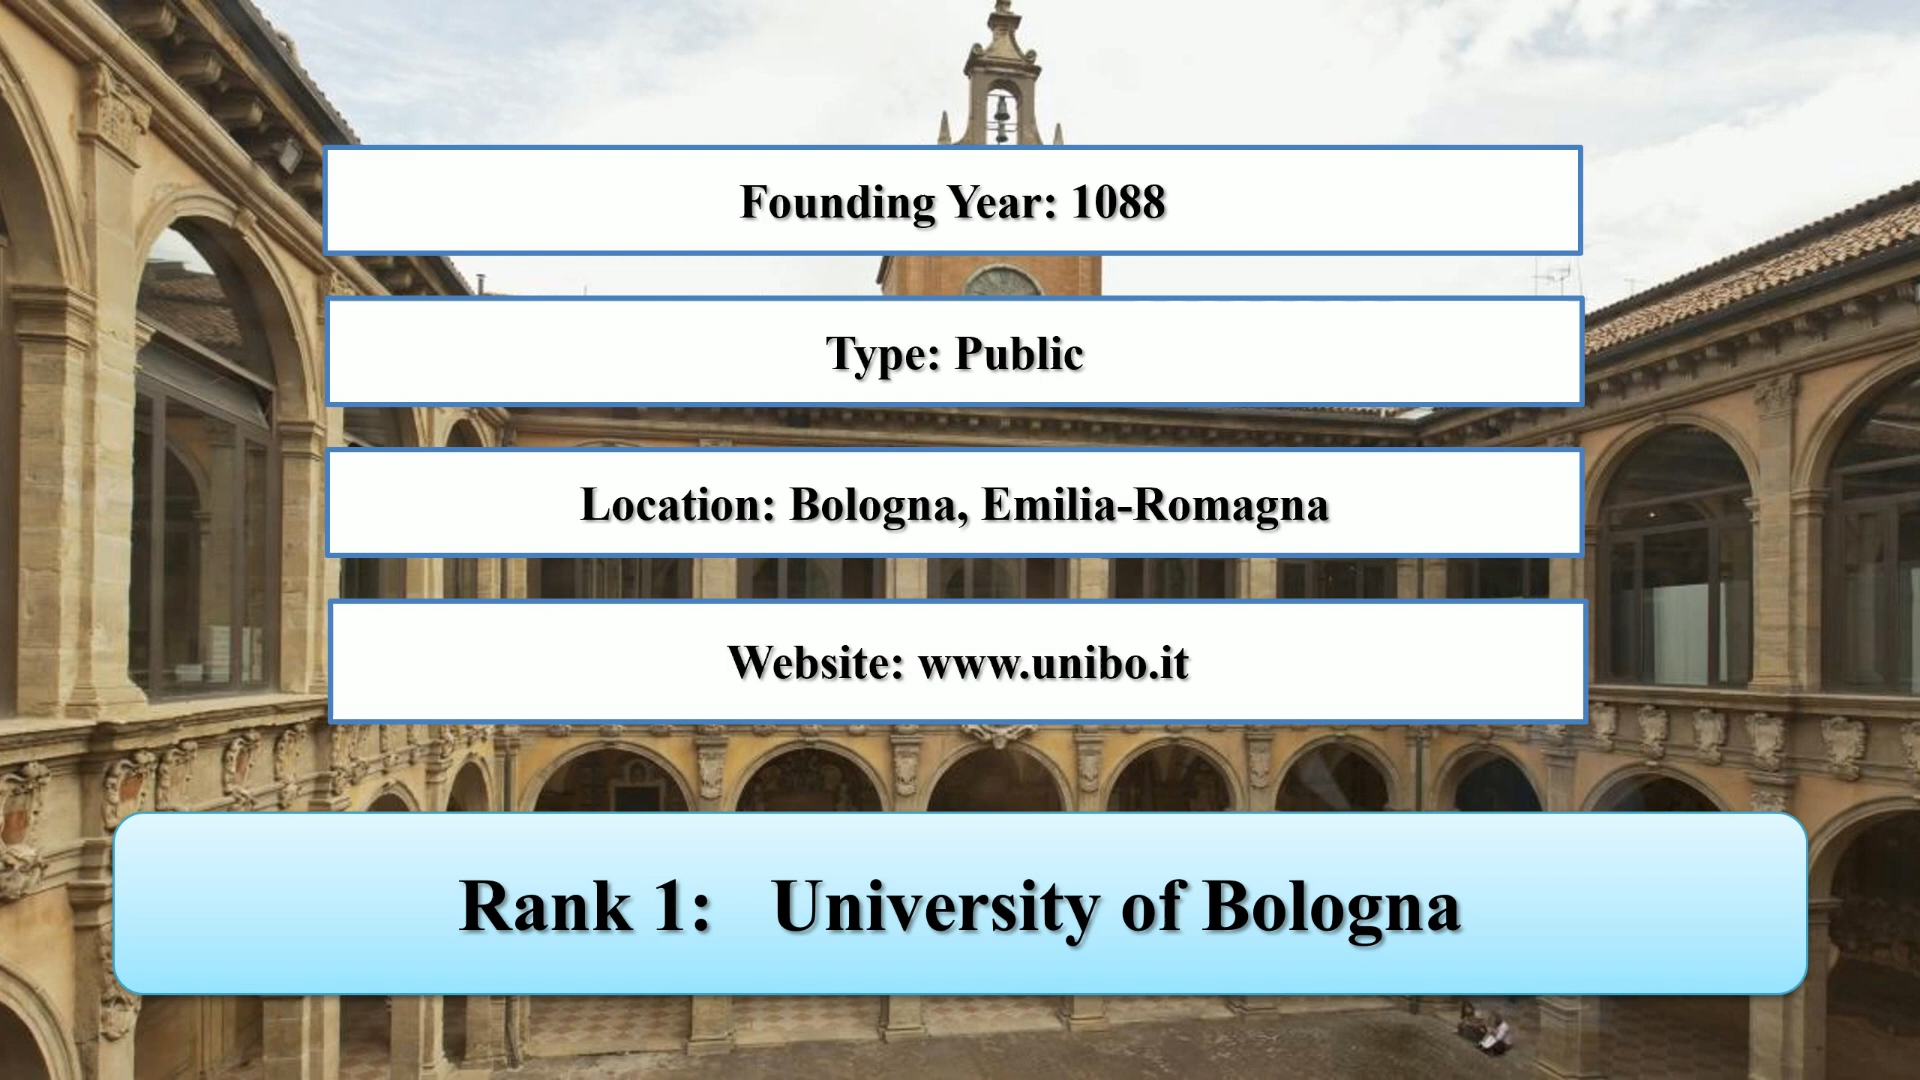 Founding Year: 1088
Type: Public
Location: Bologna, Emilia-Romagna
Website: www.unibo.it
Rank 1: University of Bologna